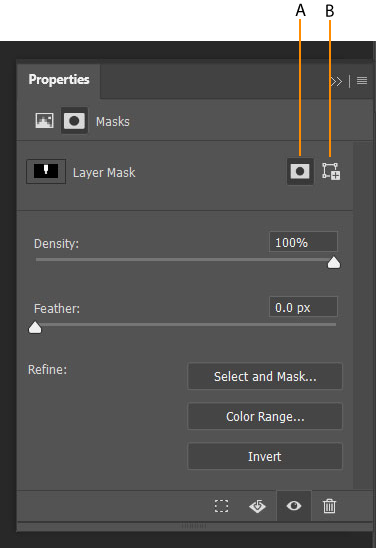 A B
Properties
Masks
Layer Mask
Density: 100%
Feather: 0.0 px
Refine: Select and Mask...
Color Range...
Invert